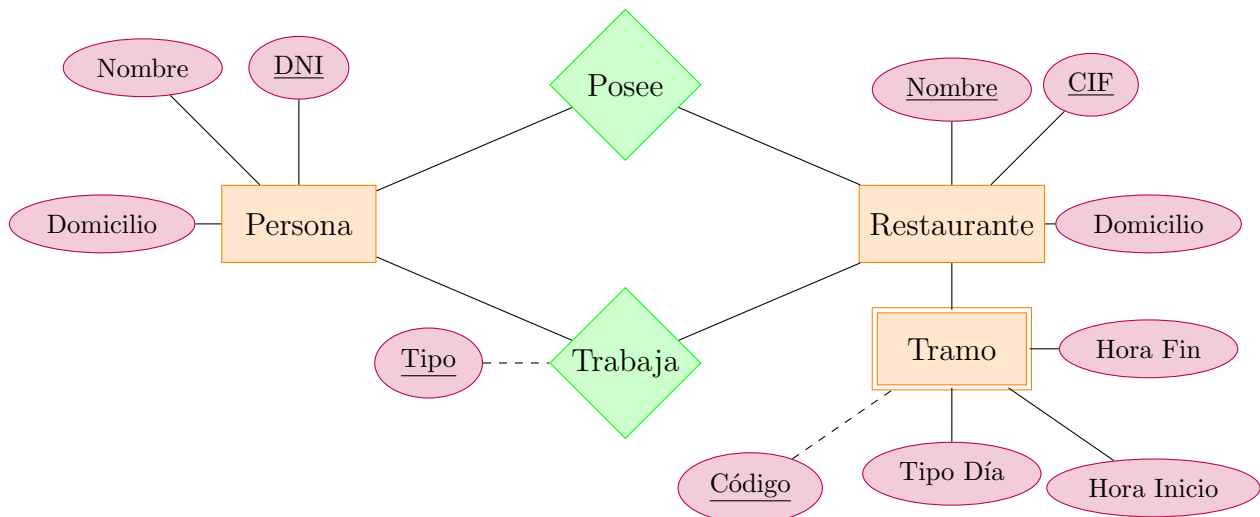 Nombre
DNI
Posee
Nombre
CIF
Domicilio
Persona
Restaurante
Domicilio
Tipo
Trabaja
Tramo
Hora Fin
Código
Tipo Día
Hora Inicio